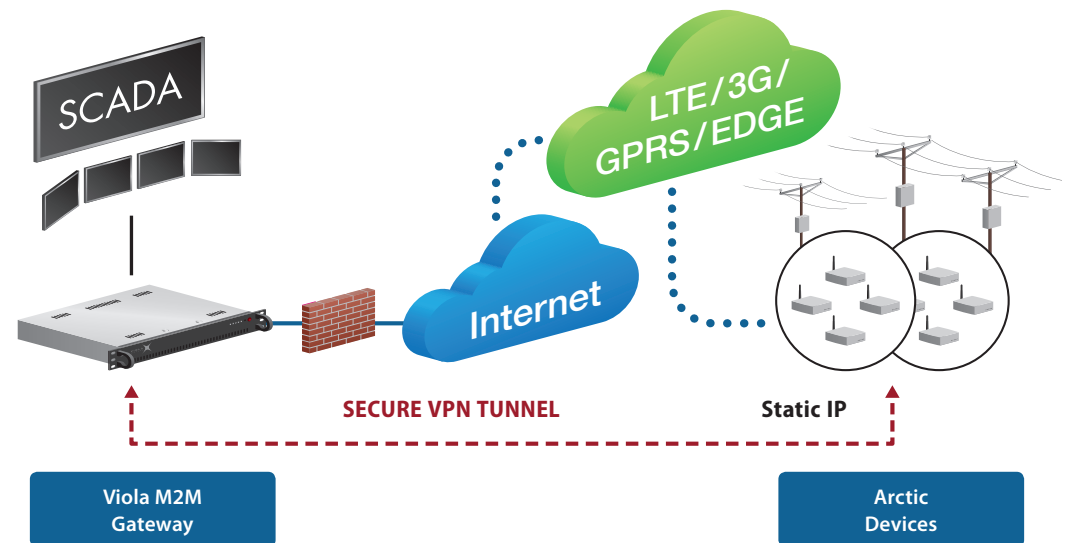 SCADA
LTE/3G/
GPRS/EDGE
Internet
SECURE VPN TUNNEL
Static IP
Viola M2M
Gateway
Arctic
Devices